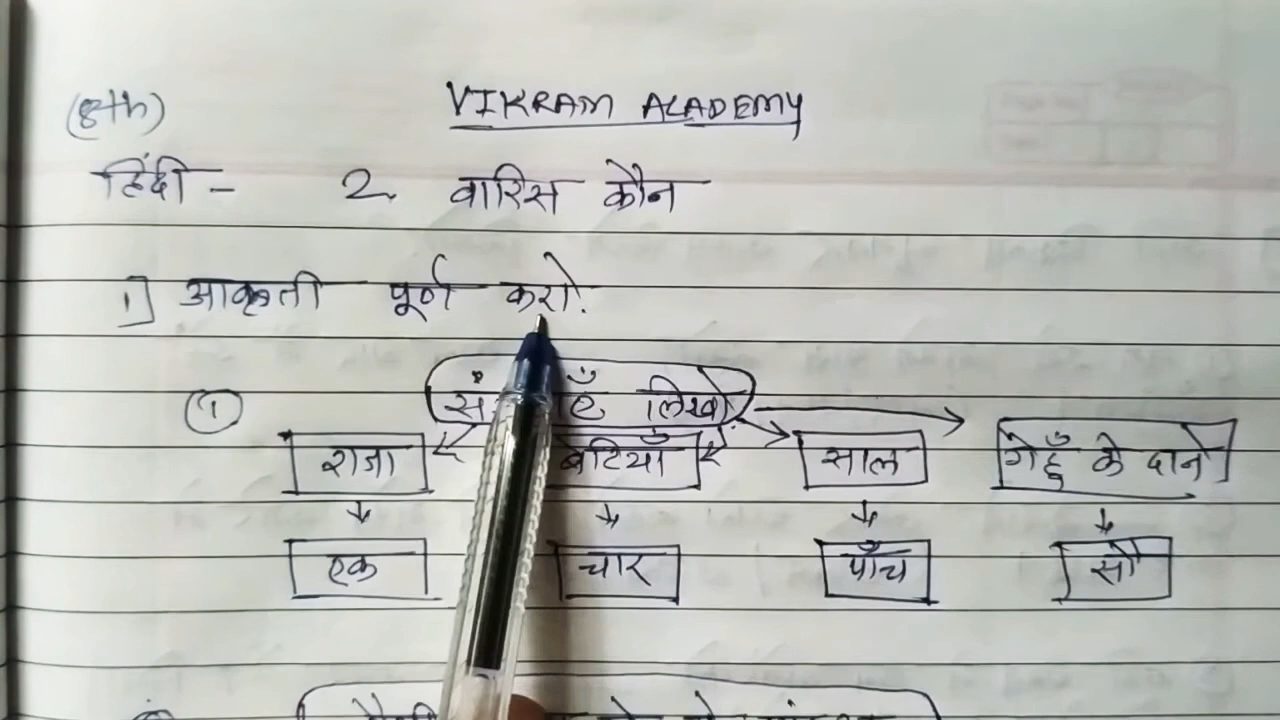 (8th) VIKRAM ACADEMY
हिंदी - 2 वारिस कौन
1] आकृती पूर्ण करो.
① लिखो
राजा बेटियाँ साल गेहूँ के दाने
एक चार पाँच सौ